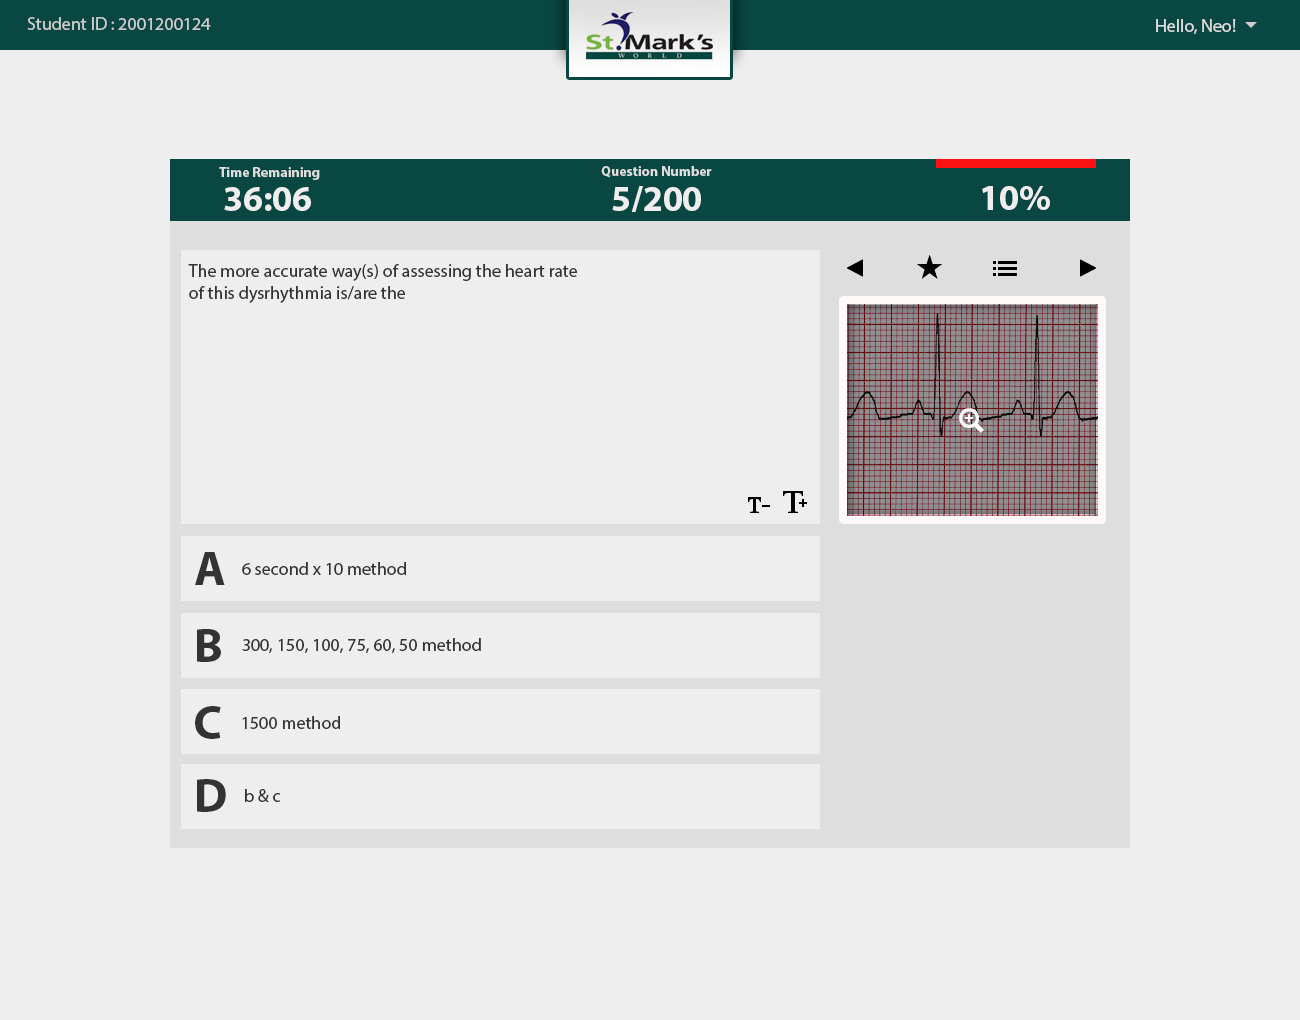 Student ID : 2001200124
St.Mark's
WORLD
Hello, Neo!
Time Remaining
36:06
Question Number
5/200
10%
The more accurate way(s) of assessing the heart rate
of this dysrhythmia is/are the
T- T+
A 6 second x 10 method
B 300, 150, 100, 75, 60, 50 method
C 1500 method
D b & c